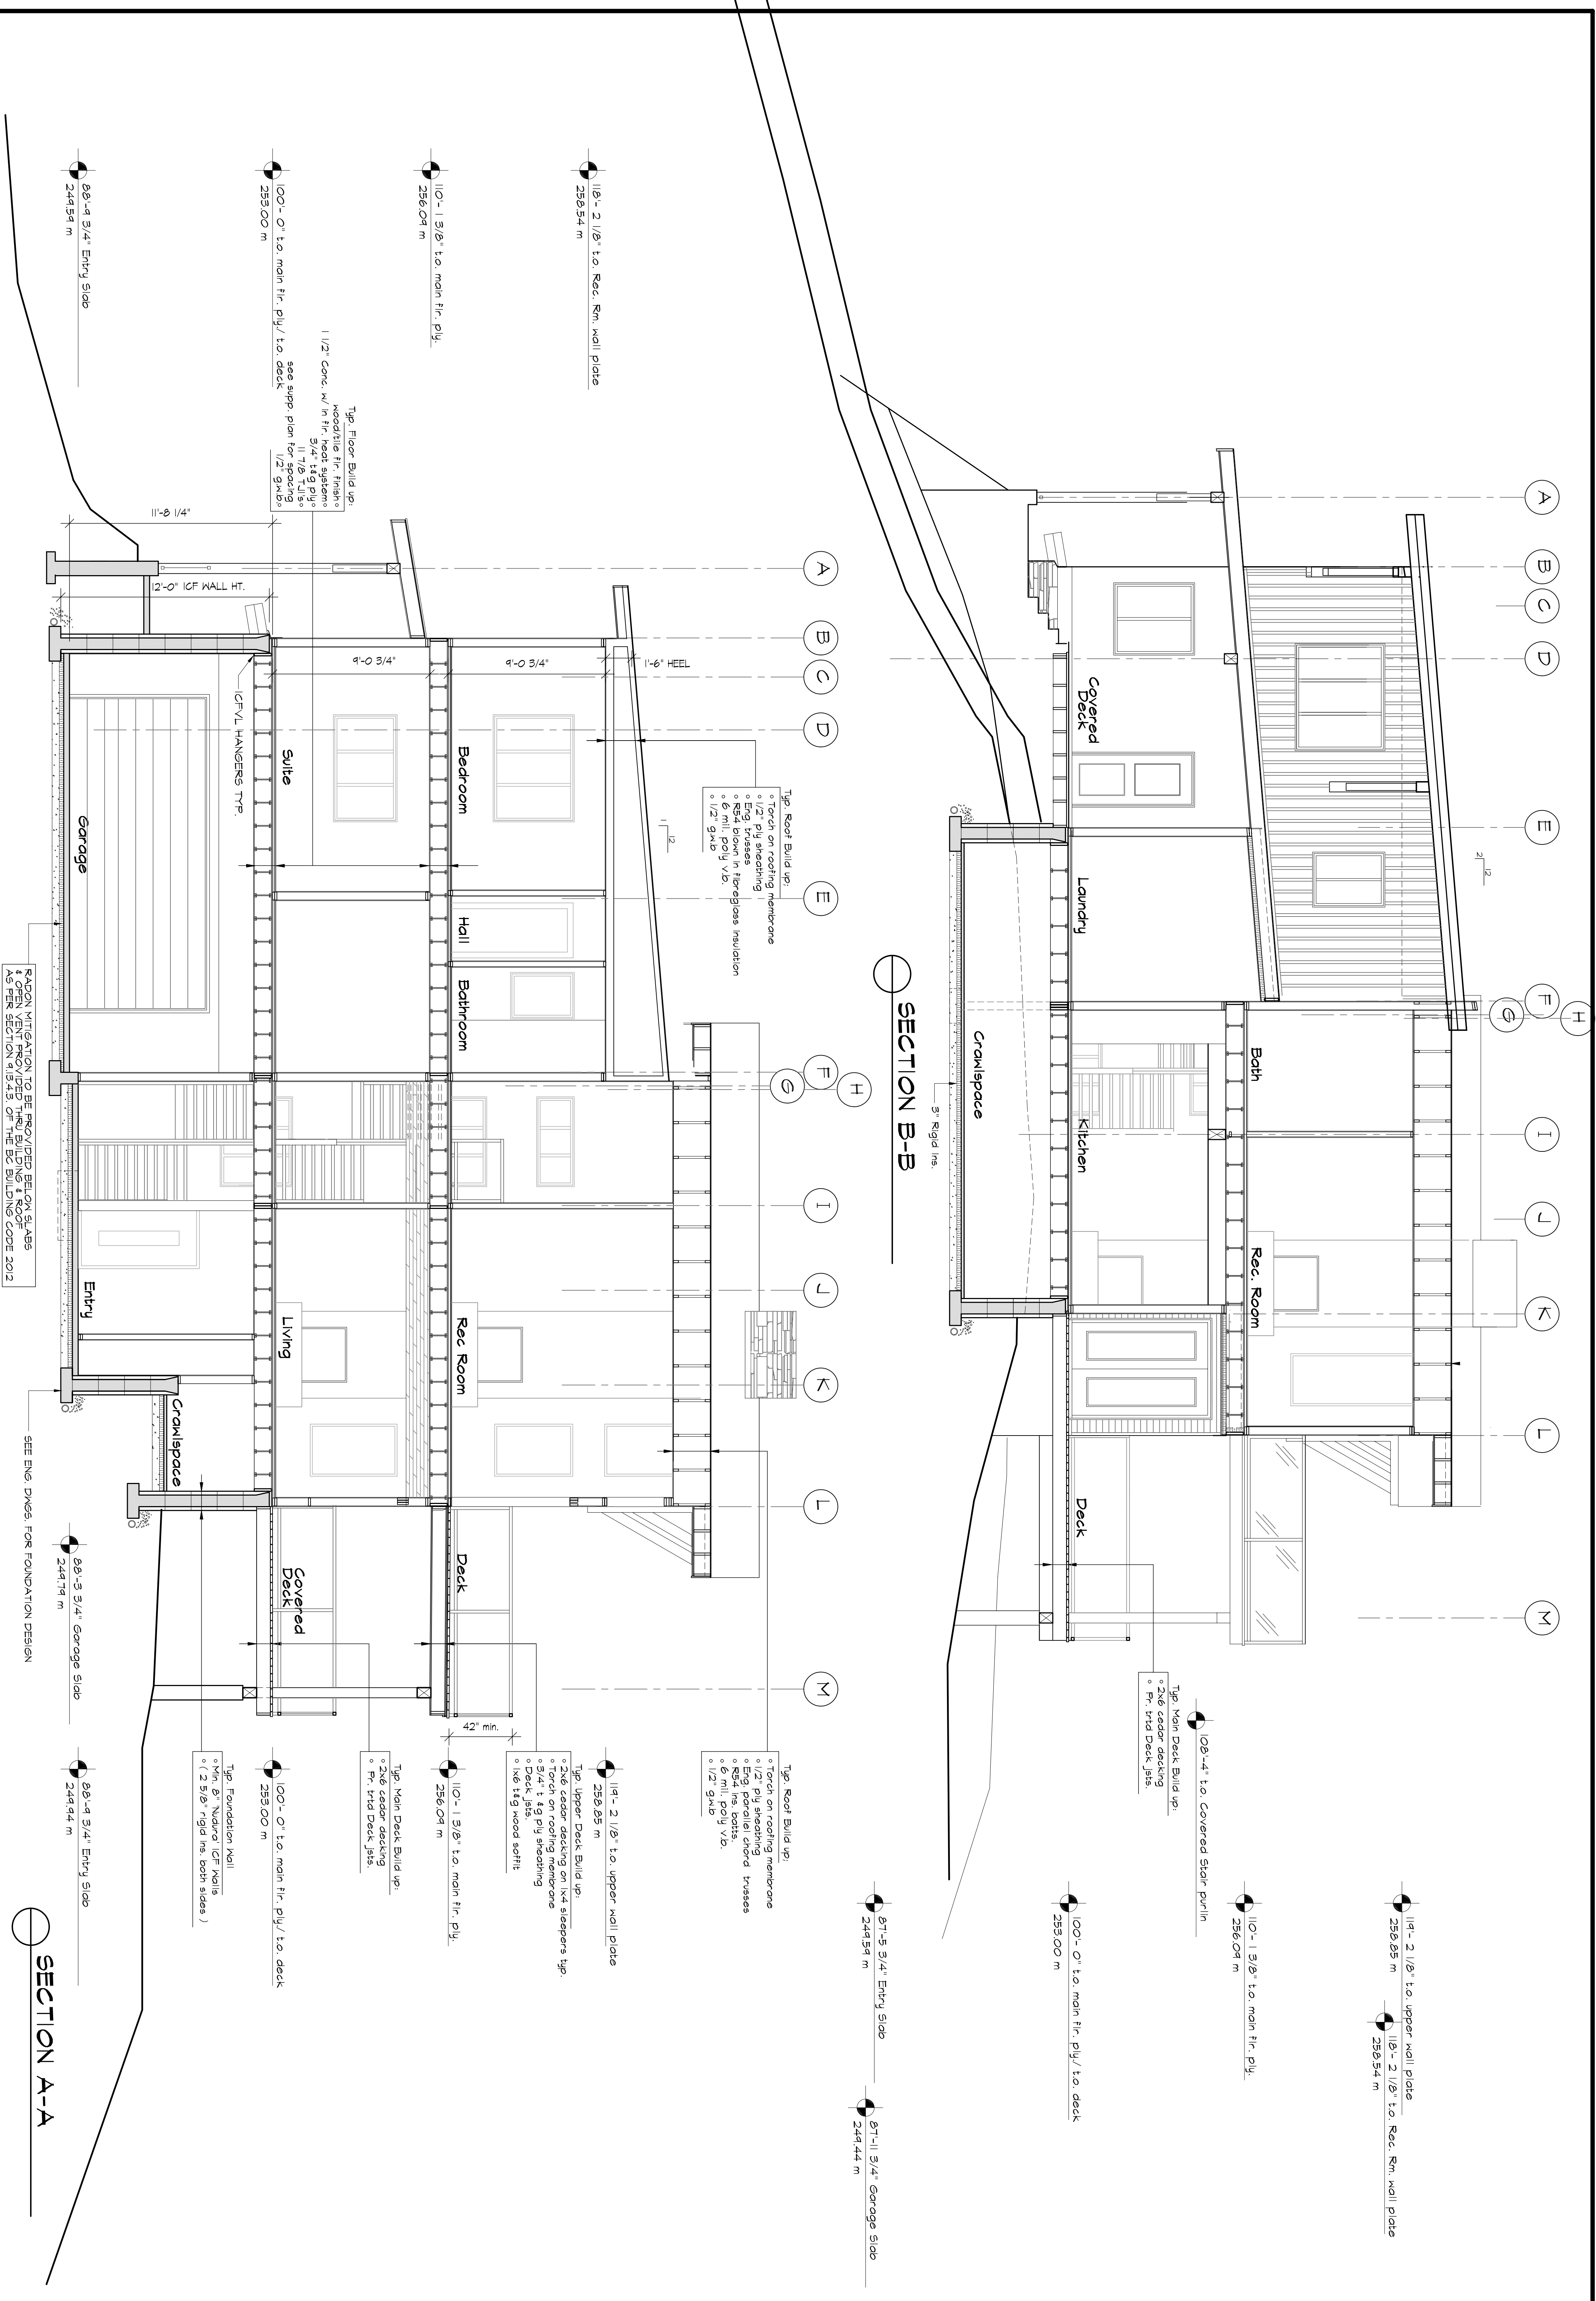 A
B
C
D
E
F
G
H
I
J
K
L
M
2
12
Covered
Deck
Laundry
Bath
Kitchen
Rec. Room
Deck
Crawlspace
3" Rigid Ins.
Typ. Main Deck Build up:
° 2x6 cedar decking
° Pr. trtd Deck jsts.
119'- 2 1/8" t.o. upper wall plate
258.85 m
118'- 2 1/8" t.o. Rec. Rm. wall plate
258.54 m
110'- 1 3/8" t.o. main flr. ply.
256.09 m
108'-4" t.o. Covered Stair purlin
100'- 0" t.o. main flr. ply./ t.o. deck
253.00 m
87'-5 3/4" Entry Slab
249.59 m
87'-11 3/4" Garage Slab
249.44 m
SECTION B-B
A
B
C
D
E
F
G
H
I
J
K
L
M
118'- 2 1/8" t.o. Rec. Rm. wall plate
258.54 m
110'- 1 3/8" t.o. main flr. ply.
256.09 m
100'- 0" t.o. main flr. ply./ t.o. deck
253.00 m
88'-9 3/4" Entry Slab
249.59 m
Typ. Floor Build up:
wood/tile flr. finish °
1 1/2" Conc. w/ in flr. heat system °
3/4" t&g ply °
11 7/8 TJI's °
see supp. plan for spacing
1/2" g.w.b °
11'-8 1/4"
12'-0" ICF WALL HT.
9'-0 3/4"
9'-0 3/4"
1'-6" HEEL
ICFVL HANGERS TYP.
Typ. Roof Build up:
° Torch on roofing membrane
° 1/2" ply sheathing
° Eng. trusses
° R54 blown in fibreglass insulation
° 6 mil. poly v.b.
° 1/2" g.w.b
1
12
Bedroom
Hall
Bathroom
Rec Room
Deck
Suite
Living
Covered
Deck
Garage
Entry
Crawlspace
42" min.
Typ. Roof Build up:
° Torch on roofing membrane
° 1/2" ply sheathing
° Eng. parallel chord trusses
° R54 ins. batts.
° 6 mil. poly v.b.
° 1/2" g.w.b
119'- 2 1/8" t.o. upper wall plate
258.85 m
Typ. Upper Deck Build up:
° 2x6 cedar decking on 1x4 sleepers typ.
° Torch on roofing membrane
° 3/4" t &g ply sheathing
° Deck jsts.
° 1x6 t&g wood soffit
110'- 1 3/8" t.o. main flr. ply.
256.09 m
Typ. Main Deck Build up:
° 2x6 cedar decking
° Pr. trtd Deck jsts.
100'- 0" t.o. main flr. ply./ t.o. deck
253.00 m
Typ. Foundation Wall
° Min. 8" 'Nudura' ICF Walls
° ( 2 5/8" rigid ins. both sides )
88'-3 3/4" Garage Slab
249.79 m
88'-9 3/4" Entry Slab
249.94 m
RADON MITIGATION TO BE PROVIDED BELOW SLABS
& OPEN VENT PROVIDED THRU BUILDING & ROOF
AS PER SECTION 9.13.4.3. OF THE BC BUILDING CODE 2012
SEE ENG. DWGS. FOR FOUNDATION DESIGN
SECTION A-A